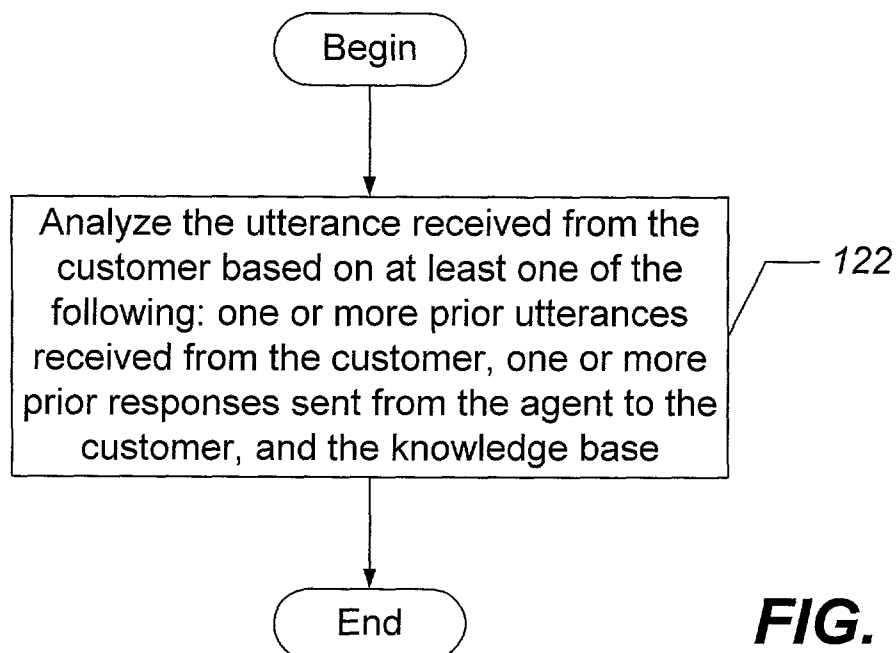 Begin
Analyze the utterance received from the
customer based on at least one of the
following: one or more prior utterances
received from the customer, one or more
prior responses sent from the agent to the
customer, and the knowledge base
122
End
FIG.